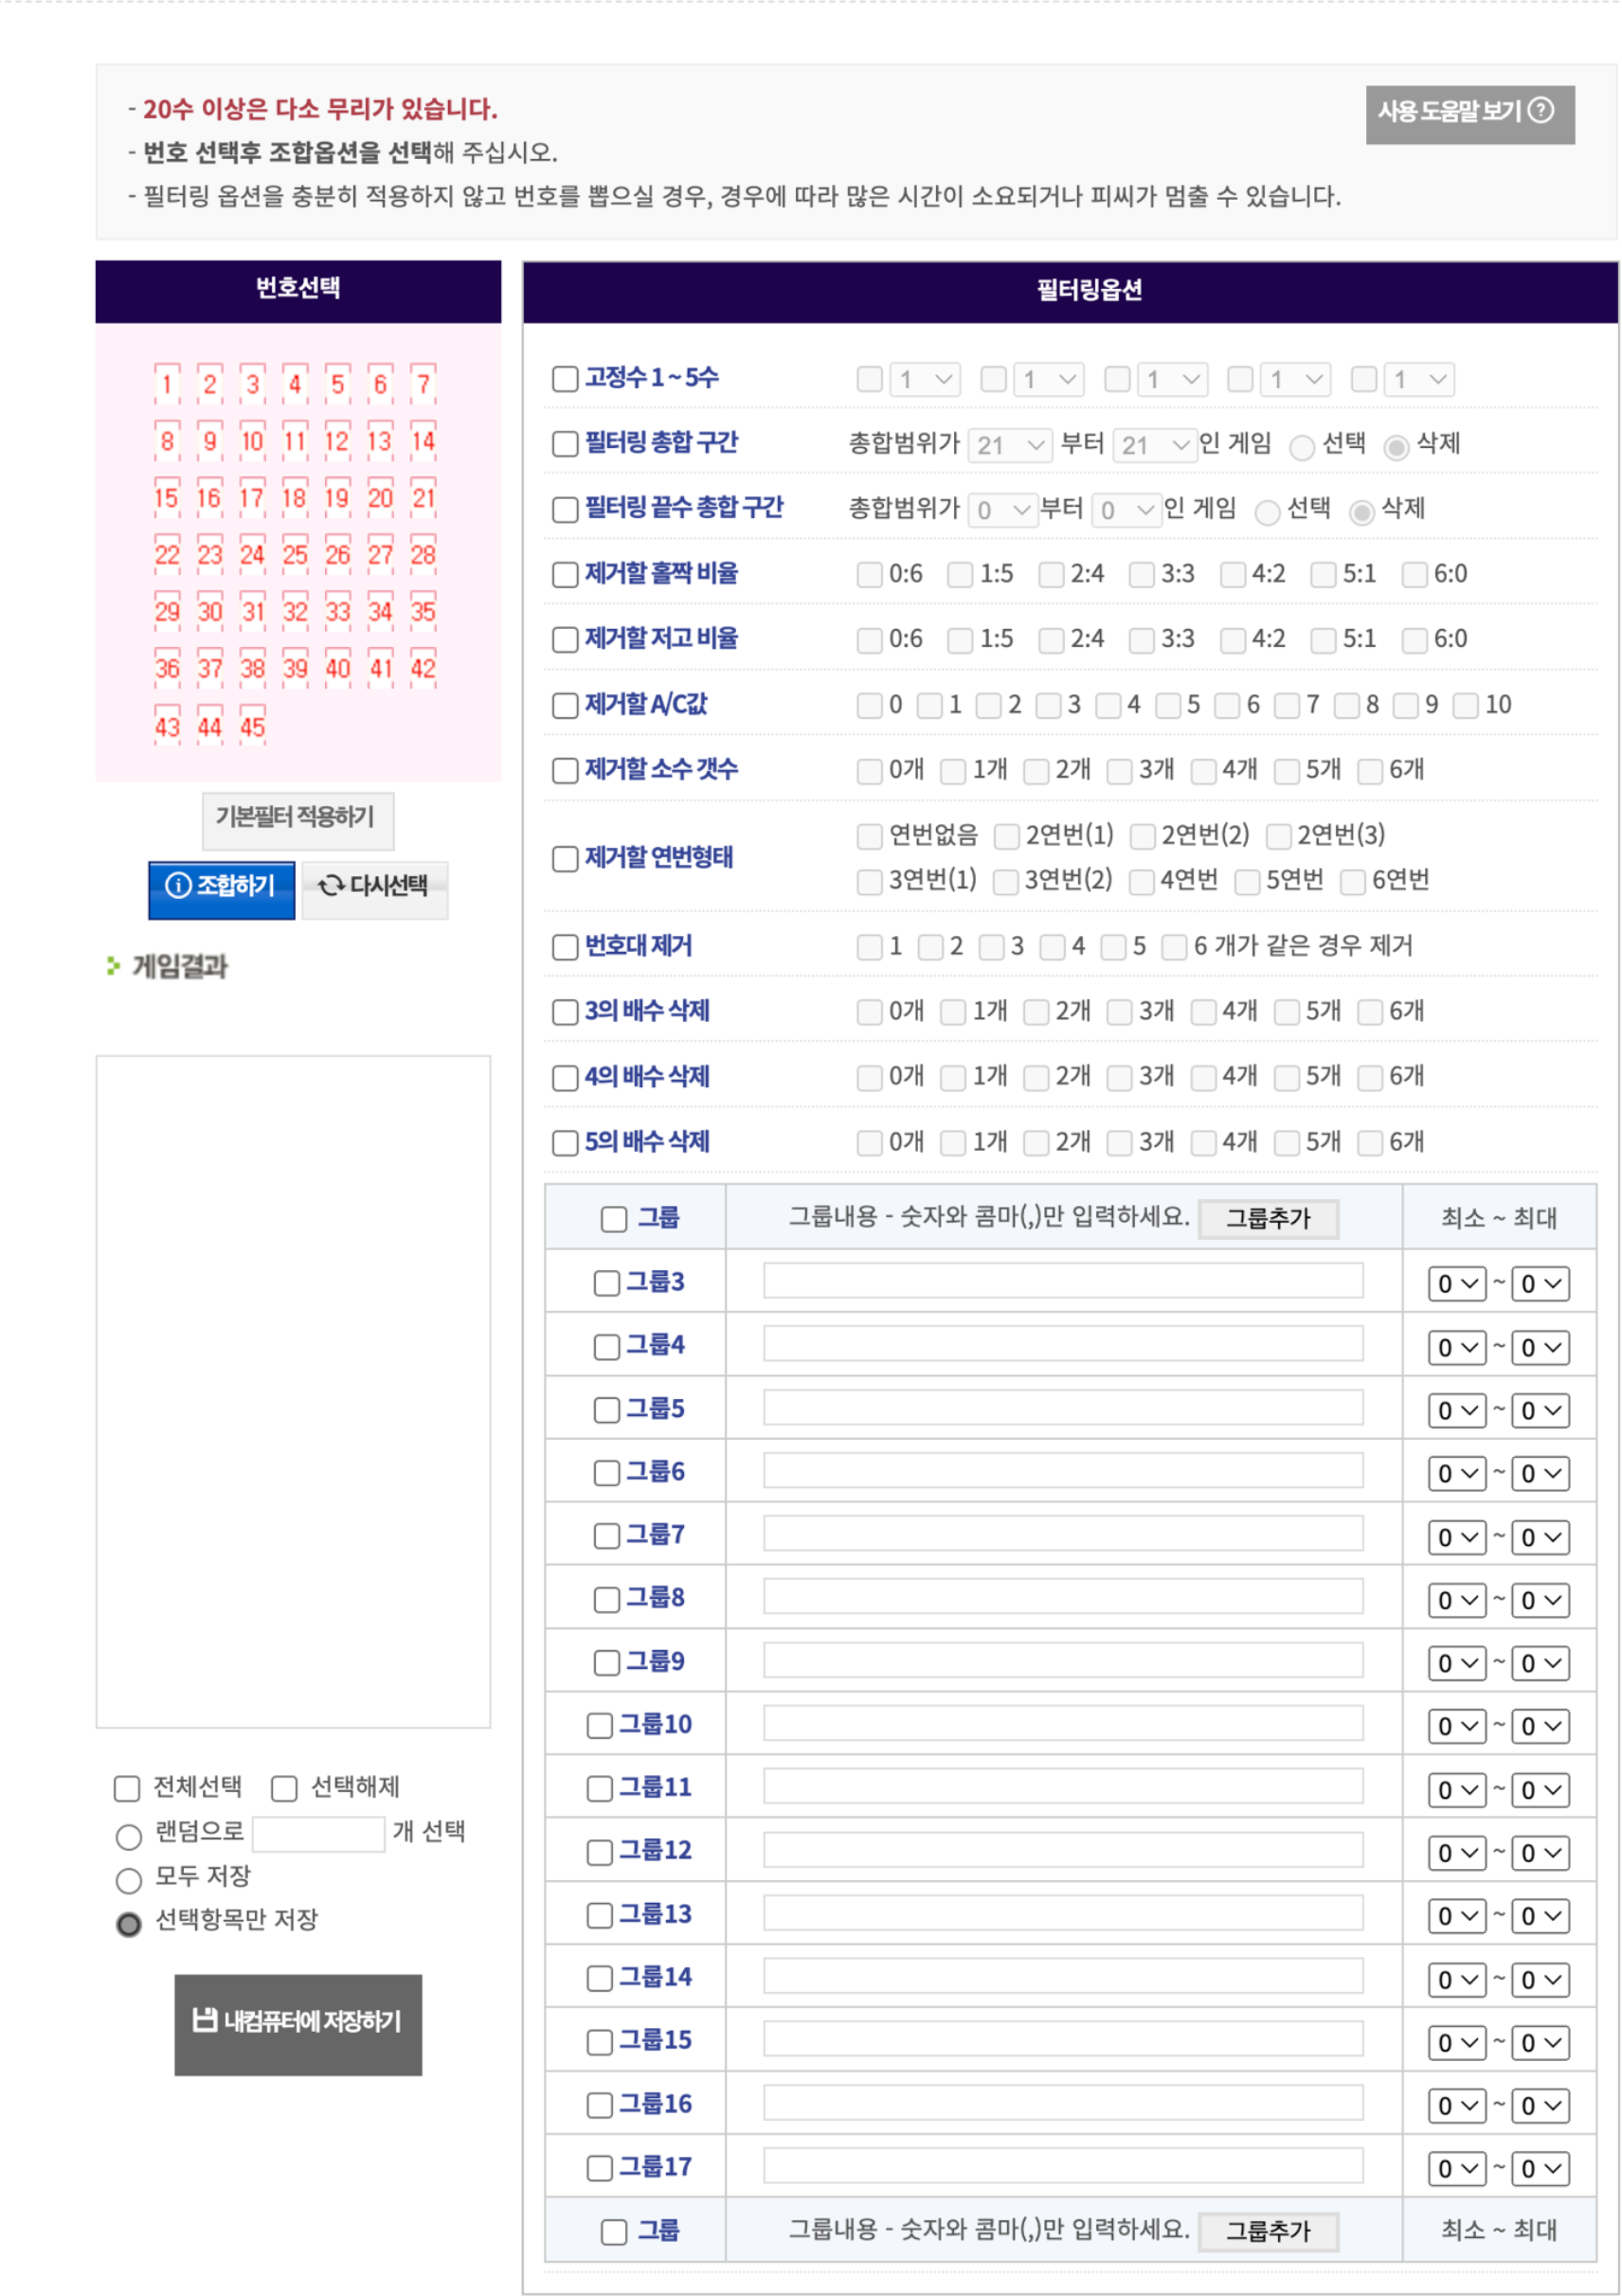 - 20수 이상은 다소 무리가 있습니다.
사용 도움말 보기 ?
- 번호 선택후 조합옵션을 선택해 주십시오.
- 필터링 옵션을 충분히 적용하지 않고 번호를 뽑으실 경우, 경우에 따라 많은 시간이 소요되거나 피씨가 멈출 수 있습니다.
번호선택
1 2 3 4 5 6 7
8 9 10 11 12 13 14
15 16 17 18 19 20 21
22 23 24 25 26 27 28
29 30 31 32 33 34 35
36 37 38 39 40 41 42
43 44 45
기본필터 적용하기
조합하기 다시선택
게임결과
전체선택 선택해제
랜덤으로 개 선택
모두 저장
선택항목만 저장
내컴퓨터에 저장하기
필터링옵션
고정수 1 ~ 5수 1 1 1 1 1
필터링 총합 구간 총합범위가 21 부터 21 인 게임 선택 삭제
필터링 끝수 총합 구간 총합범위가 0 부터 0 인 게임 선택 삭제
제거할 홀짝 비율 0:6 1:5 2:4 3:3 4:2 5:1 6:0
제거할 저고 비율 0:6 1:5 2:4 3:3 4:2 5:1 6:0
제거할 A/C값 0 1 2 3 4 5 6 7 8 9 10
제거할 소수 갯수 0개 1개 2개 3개 4개 5개 6개
제거할 연번형태 연번없음 2연번(1) 2연번(2) 2연번(3)
3연번(1) 3연번(2) 4연번 5연번 6연번
번호대 제거 1 2 3 4 5 6 개가 같은 경우 제거
3의 배수 삭제 0개 1개 2개 3개 4개 5개 6개
4의 배수 삭제 0개 1개 2개 3개 4개 5개 6개
5의 배수 삭제 0개 1개 2개 3개 4개 5개 6개
그룹 그룹내용 - 숫자와 콤마(,)만 입력하세요. 그룹추가 최소 ~ 최대
그룹3 0 ~ 0
그룹4 0 ~ 0
그룹5 0 ~ 0
그룹6 0 ~ 0
그룹7 0 ~ 0
그룹8 0 ~ 0
그룹9 0 ~ 0
그룹10 0 ~ 0
그룹11 0 ~ 0
그룹12 0 ~ 0
그룹13 0 ~ 0
그룹14 0 ~ 0
그룹15 0 ~ 0
그룹16 0 ~ 0
그룹17 0 ~ 0
그룹 그룹내용 - 숫자와 콤마(,)만 입력하세요. 그룹추가 최소 ~ 최대